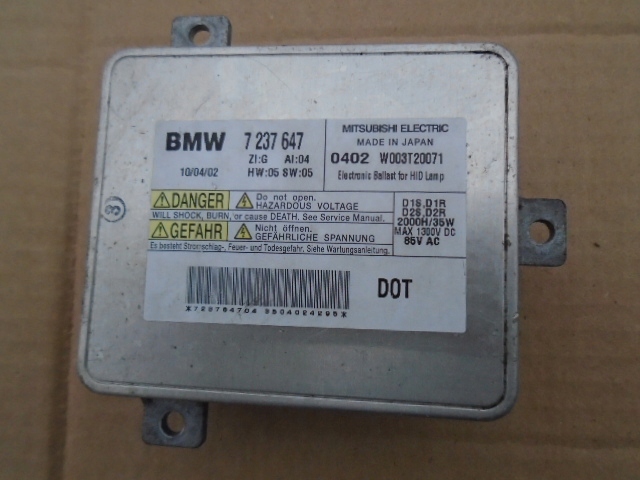 BMW 7 237 647
ZI:G AI:04
10/04/02 HW:05 SW:05
MITSUBISHI ELECTRIC
MADE IN JAPAN
0402 W003T20071
Electronic Ballast for HID Lamp
DANGER Do not open.
HAZARDOUS VOLTAGE
WILL SHOCK, BURN, or cause DEATH. See Service Manual.
GEFAHR Nicht öffnen.
GEFÄHRLICHE SPANNUNG
Es besteht Stromschlag-, Feuer- und Todesgefahr. Siehe Wartungsanleitung.
D1S,D1R
D2S,D2R
2000H/35W
MAX 1300V DC
85V AC
*723764704 3504024295*
DOT
3